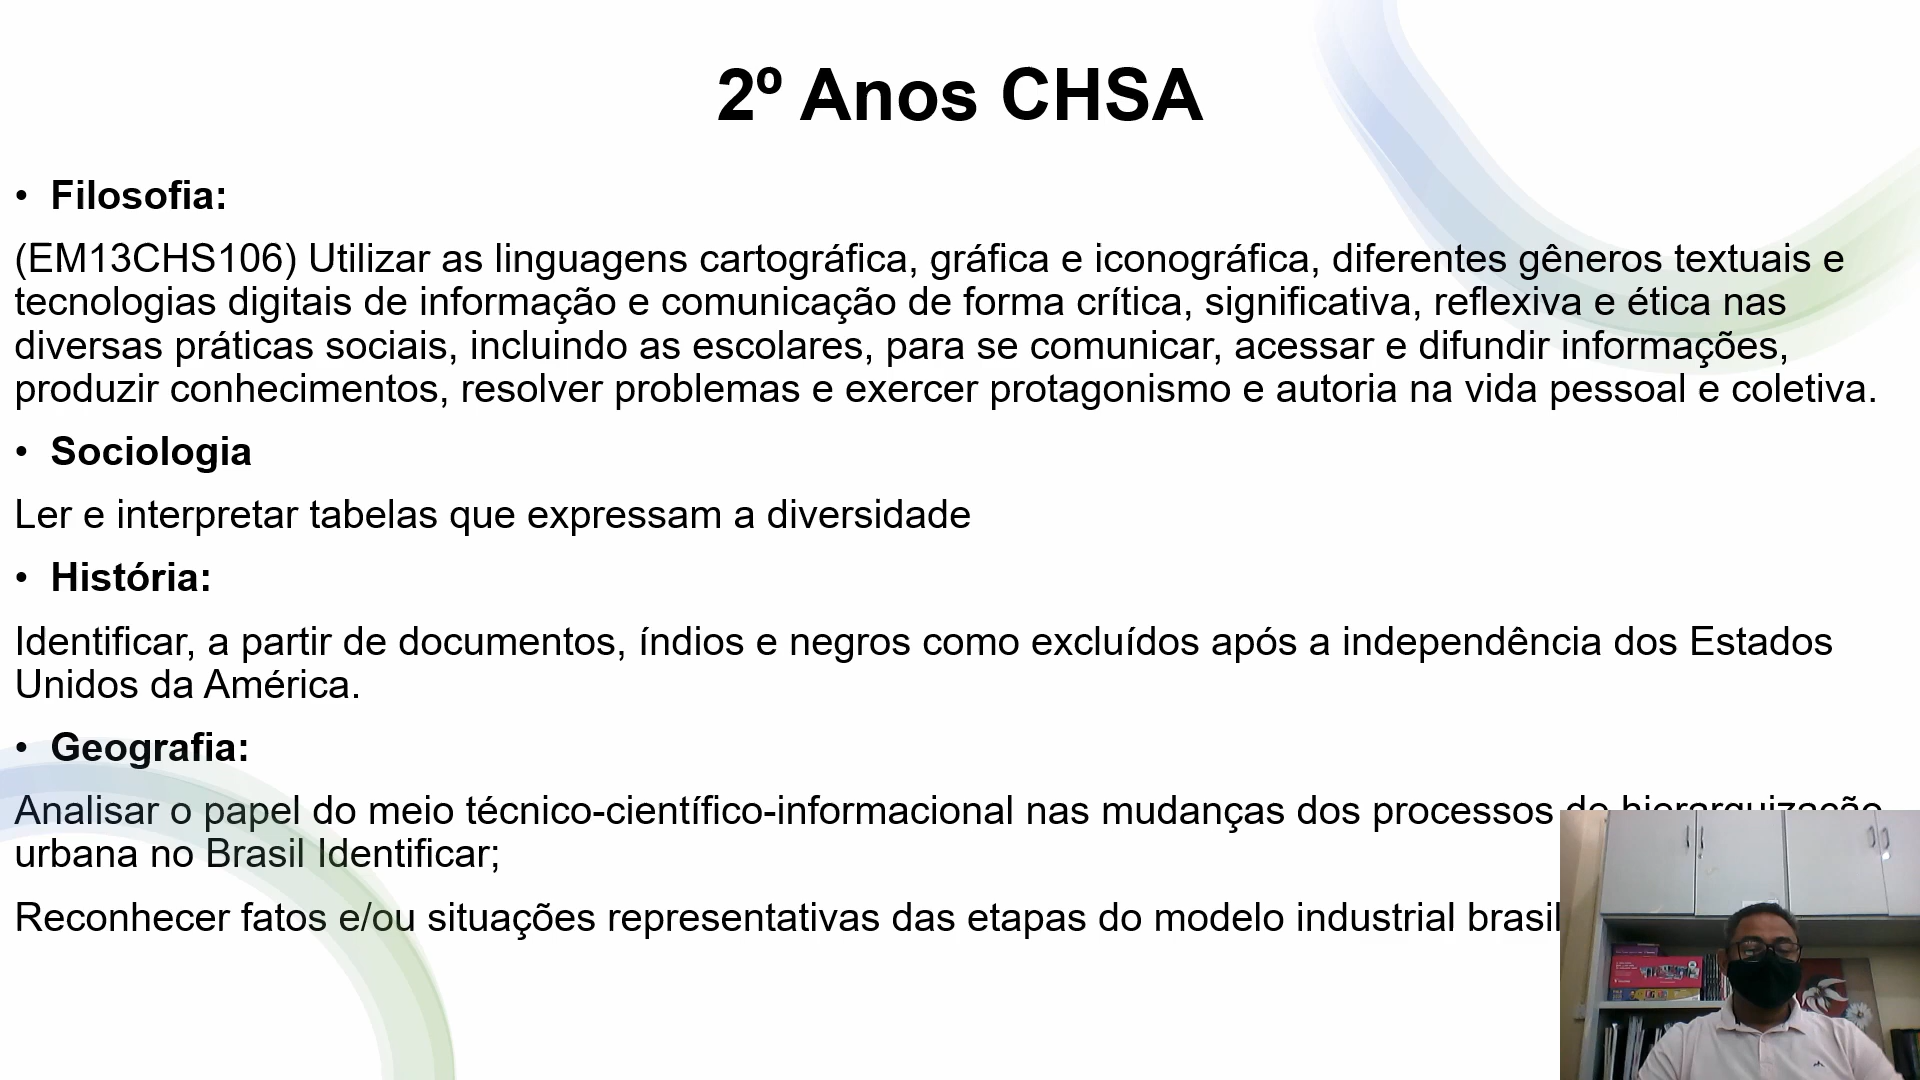 2º Anos CHSA
• Filosofia:
(EM13CHS106) Utilizar as linguagens cartográfica, gráfica e iconográfica, diferentes gêneros textuais e
tecnologias digitais de informação e comunicação de forma crítica, significativa, reflexiva e ética nas
diversas práticas sociais, incluindo as escolares, para se comunicar, acessar e difundir informações,
produzir conhecimentos, resolver problemas e exercer protagonismo e autoria na vida pessoal e coletiva.
• Sociologia
Ler e interpretar tabelas que expressam a diversidade
• História:
Identificar, a partir de documentos, índios e negros como excluídos após a independência dos Estados
Unidos da América.
• Geografia:
Analisar o papel do meio técnico-científico-informacional nas mudanças dos processos de hierarquização
urbana no Brasil Identificar;
Reconhecer fatos e/ou situações representativas das etapas do modelo industrial brasil